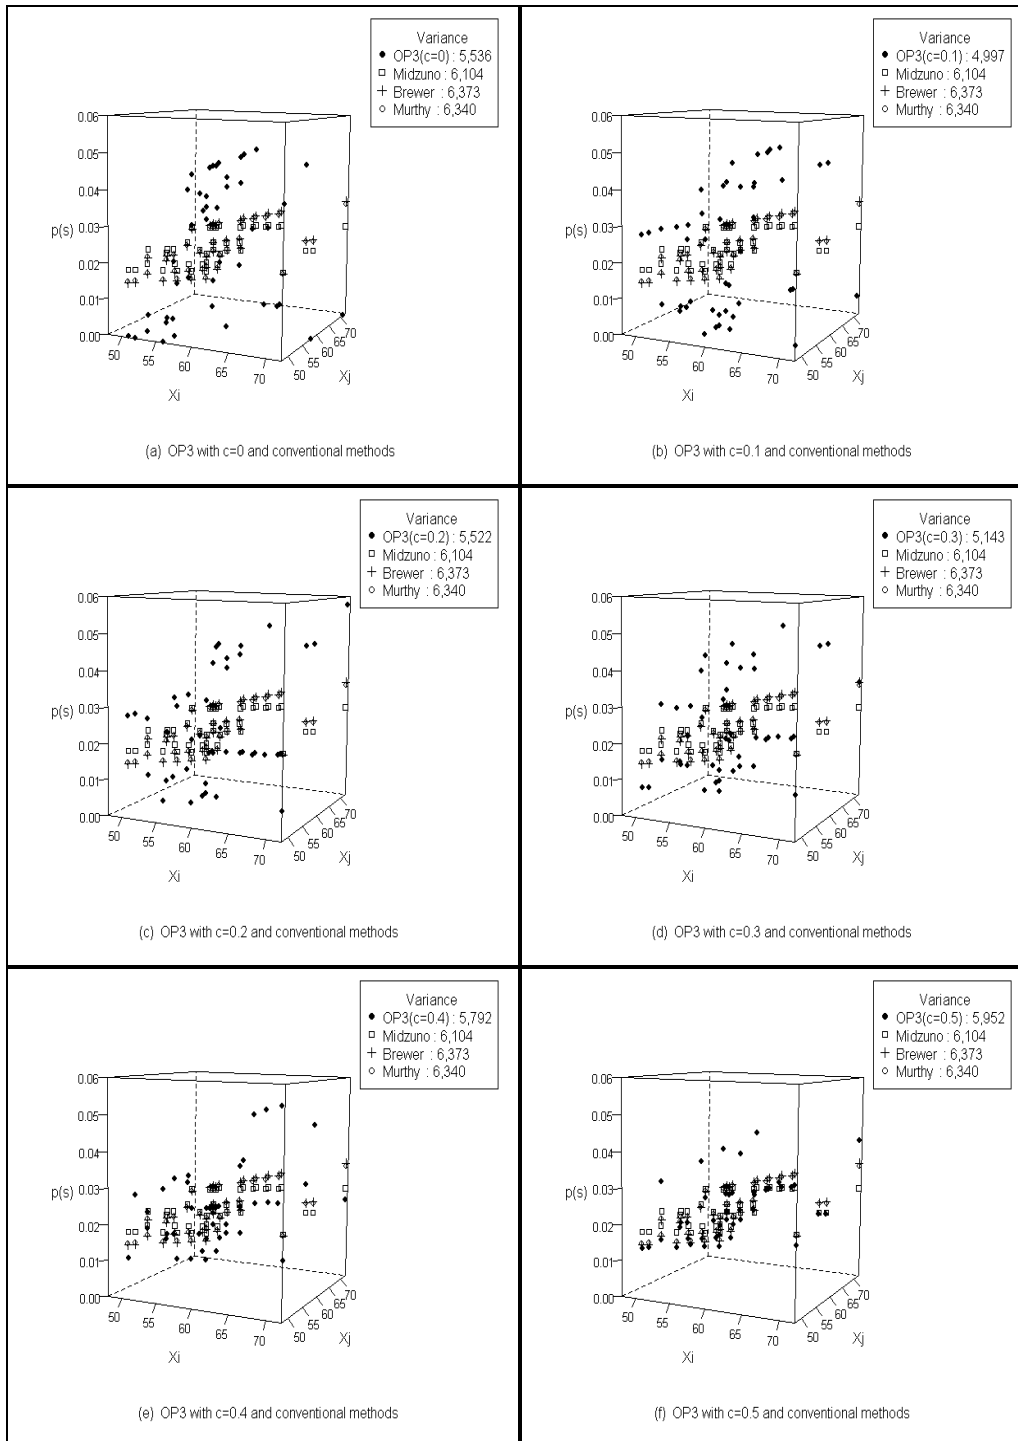 Variance
OP3(c=0) : 5,536
Midzuno : 6,104
Brewer : 6,373
Murthy : 6,340
0.06
0.05
0.04
0.03
0.02
0.01
0.00
p(s)
50
55
60
65
70
Xi
50
55
60
65
70
Xj
(a) OP3 with c=0 and conventional methods
Variance
OP3(c=0.1) : 4,997
Midzuno : 6,104
Brewer : 6,373
Murthy : 6,340
0.06
0.05
0.04
0.03
0.02
0.01
0.00
p(s)
50
55
60
65
70
Xi
50
55
60
65
70
Xj
(b) OP3 with c=0.1 and conventional methods
Variance
OP3(c=0.2) : 5,522
Midzuno : 6,104
Brewer : 6,373
Murthy : 6,340
0.06
0.05
0.04
0.03
0.02
0.01
0.00
p(s)
50
55
60
65
70
Xi
50
55
60
65
70
Xj
(c) OP3 with c=0.2 and conventional methods
Variance
OP3(c=0.3) : 5,143
Midzuno : 6,104
Brewer : 6,373
Murthy : 6,340
0.06
0.05
0.04
0.03
0.02
0.01
0.00
p(s)
50
55
60
65
70
Xi
50
55
60
65
70
Xj
(d) OP3 with c=0.3 and conventional methods
Variance
OP3(c=0.4) : 5,792
Midzuno : 6,104
Brewer : 6,373
Murthy : 6,340
0.06
0.05
0.04
0.03
0.02
0.01
0.00
p(s)
50
55
60
65
70
Xi
50
55
60
65
70
Xj
(e) OP3 with c=0.4 and conventional methods
Variance
OP3(c=0.5) : 5,952
Midzuno : 6,104
Brewer : 6,373
Murthy : 6,340
0.06
0.05
0.04
0.03
0.02
0.01
0.00
p(s)
50
55
60
65
70
Xi
50
55
60
65
70
Xj
(f) OP3 with c=0.5 and conventional methods